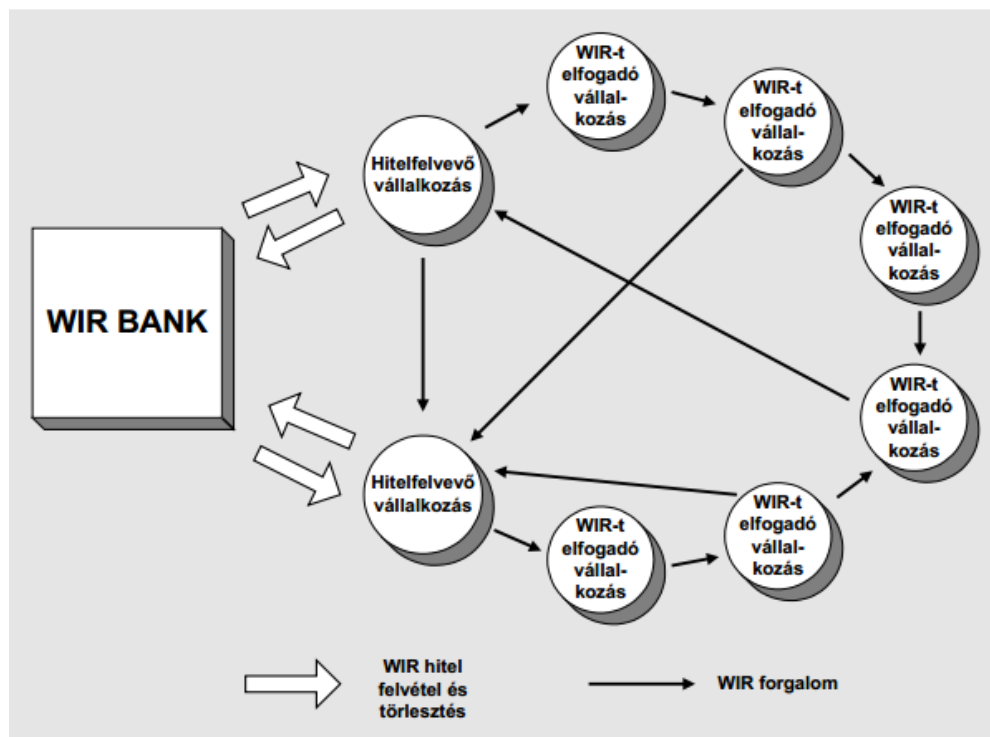 WIR-t
elfogadó
vállal-
kozás
WIR-t
elfogadó
vállal-
kozás
Hitelfelvevő
vállalkozás
WIR-t
elfogadó
vállal-
kozás
WIR BANK
WIR-t
elfogadó
vállal-
kozás
Hitelfelvevő
vállalkozás
WIR-t
elfogadó
vállal-
kozás
WIR-t
elfogadó
vállal-
kozás
WIR hitel
felvétel és
törlesztés
WIR forgalom